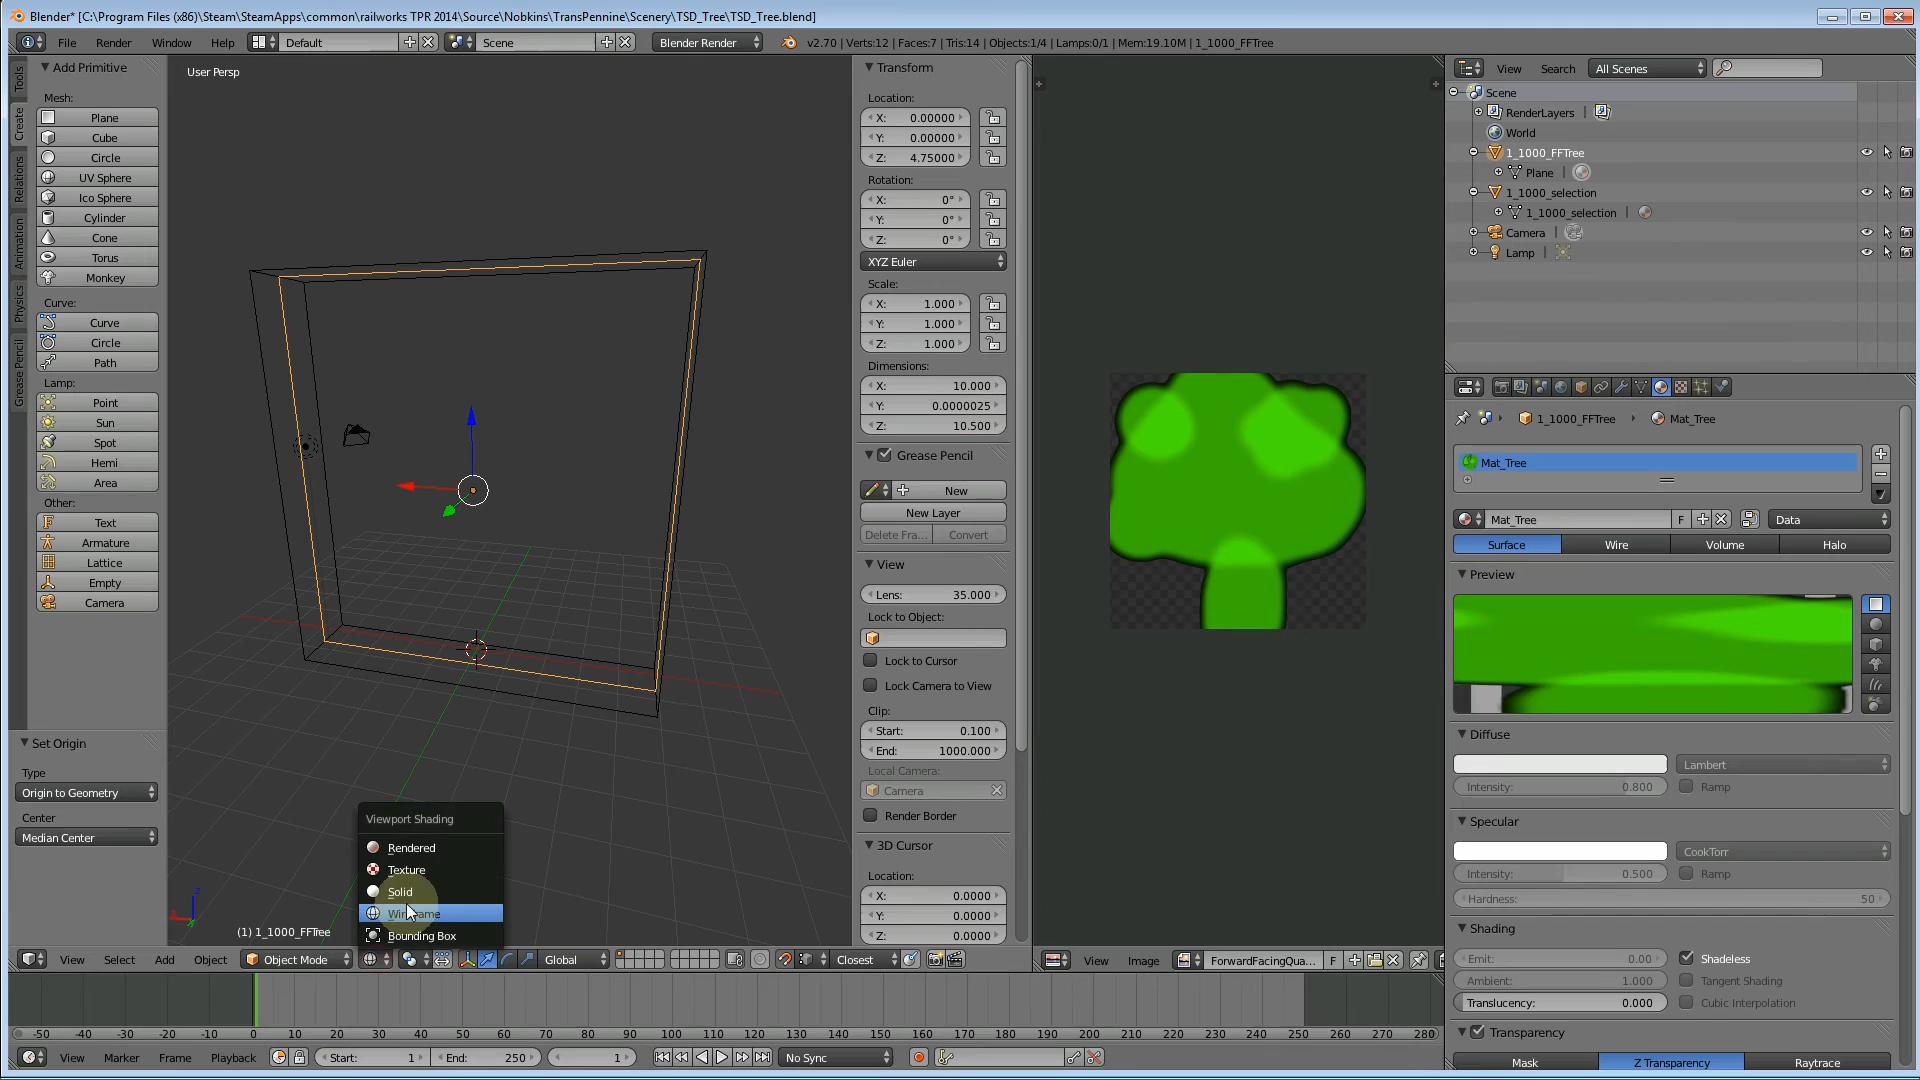 Blender* [C:\Program Files (x86)\Steam\SteamApps\common\railworks TPR 2014\Source\Nobkins\TransPennine\Scenery\TSD_Tree\TSD_Tree.blend]
File Render Window Help Default Scene Blender Render v2.70 | Verts:12 | Faces:7 | Tris:14 | Objects:1/4 | Lamps:0/1 | Mem:19.10M | 1_1000_FFTree
Tools
Create
Relations
Animation
Physics
Grease Pencil
Add Primitive
Mesh:
Plane
Cube
Circle
UV Sphere
Ico Sphere
Cylinder
Cone
Torus
Monkey
Curve:
Curve
Circle
Path
Lamp:
Point
Sun
Spot
Hemi
Area
Other:
Text
Armature
Lattice
Empty
Camera
Set Origin
Type
Origin to Geometry
Center
Median Center
User Persp
Viewport Shading
Rendered
Texture
Solid
Wireframe
Bounding Box
(1) 1_1000_FFTree
View Select Add Object Object Mode Global Closest
Transform
Location:
X: 0.00000
Y: 0.00000
Z: 4.75000
Rotation:
X: 0°
Y: 0°
Z: 0°
XYZ Euler
Scale:
X: 1.000
Y: 1.000
Z: 1.000
Dimensions:
X: 10.000
Y: 0.0000025
Z: 10.500
Grease Pencil
New
New Layer
Delete Fra... Convert
View
Lens: 35.000
Lock to Object:
Lock to Cursor
Lock Camera to View
Clip:
Start: 0.100
End: 1000.000
Local Camera:
Camera
Render Border
3D Cursor
X: 0.0000
Y: 0.0000
Z: 0.0000
View Image ForwardFacingQua... F
View Search All Scenes
Scene
RenderLayers |
World
1_1000_FFTree
Plane |
1_1000_selection
1_1000_selection |
Camera |
Lamp |
1_1000_FFTree Mat_Tree
Mat_Tree
Mat_Tree F Data
Surface Wire Volume Halo
Preview
Diffuse
Lambert
Intensity: 0.800 Ramp
Specular
CookTorr
Intensity: 0.500 Ramp
Hardness: 50
Shading
Emit: 0.00 Shadeless
Ambient: 1.000 Tangent Shading
Translucency: 0.000 Cubic Interpolation
Transparency
Mask Z Transparency Raytrace
-50 -40 -30 -20 -10 0 10 20 30 40 50 60 70 80 90 100 110 120 130 140 150 160 170 180 190 200 210 220 230 240 250 260 270 280
View Marker Frame Playback Start: 1 End: 250 1 No Sync